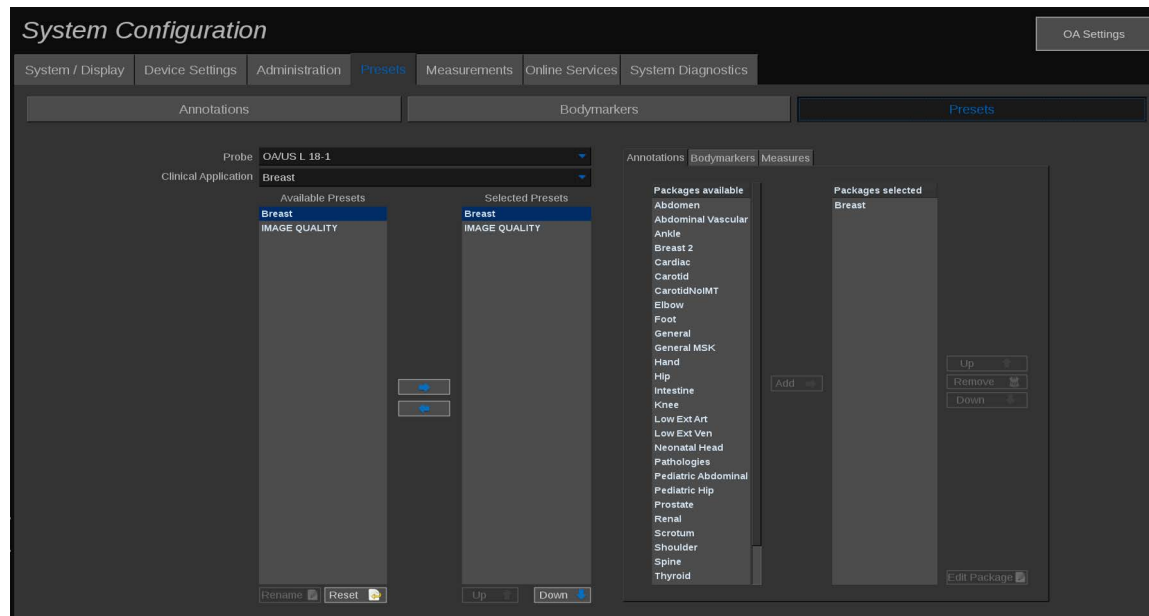 System Configuration
OA Settings
System / Display Device Settings Administration Presets Measurements Online Services System Diagnostics
Annotations Bodymarkers Presets
Probe OA/US L 18-1
Clinical Application Breast
Available Presets Selected Presets
Breast Breast
IMAGE QUALITY IMAGE QUALITY
Rename Reset Up Down
Annotations Bodymarkers Measures
Packages available
Abdomen
Abdominal Vascular
Ankle
Breast 2
Cardiac
Carotid
CarotidNoIMT
Elbow
Foot
General
General MSK
Hand
Hip
Intestine
Knee
Low Ext Art
Low Ext Ven
Neonatal Head
Pathologies
Pediatric Abdominal
Pediatric Hip
Prostate
Renal
Scrotum
Shoulder
Spine
Thyroid
Add
Packages selected
Breast
Up
Remove
Down
Edit Package